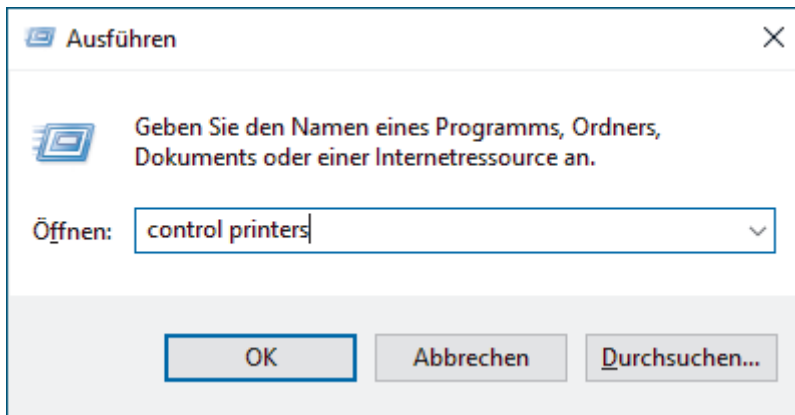 Ausführen
Geben Sie den Namen eines Programms, Ordners,
Dokuments oder einer Internetressource an.
Öffnen: control printers
OK Abbrechen Durchsuchen...